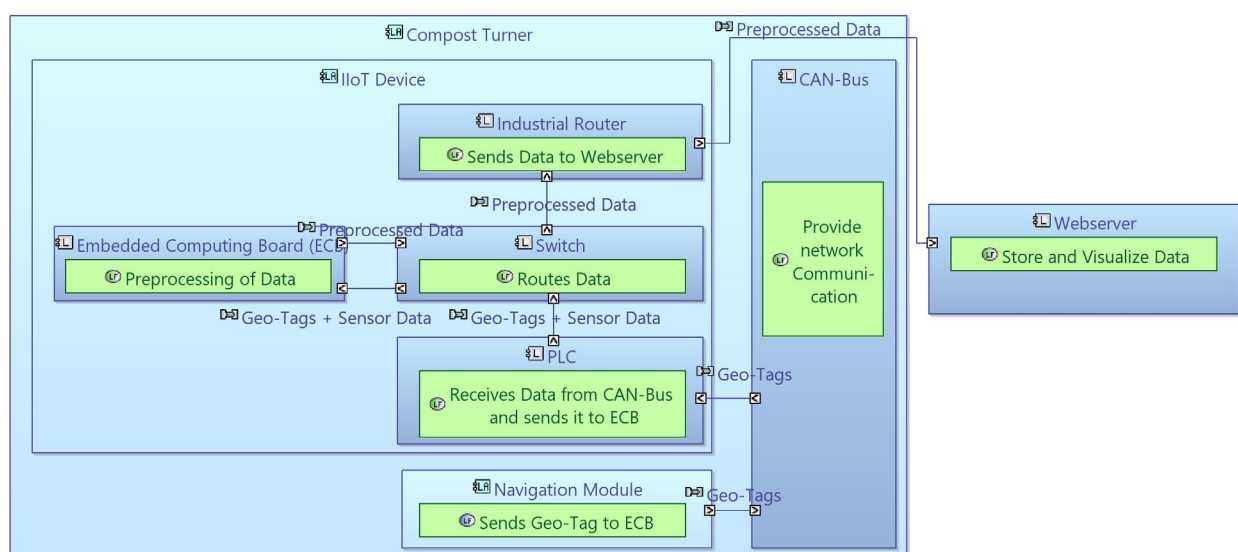 Compost Turner
Preprocessed Data
IIoT Device
CAN-Bus
Industrial Router
Sends Data to Webserver
Preprocessed Data
Preprocessed Data
Embedded Computing Board (ECB)
Preprocessing of Data
Switch
Routes Data
Provide
network
Communi-
cation
Webserver
Store and Visualize Data
Geo-Tags + Sensor Data
Geo-Tags + Sensor Data
PLC
Receives Data from CAN-Bus
and sends it to ECB
Geo-Tags
Navigation Module
Sends Geo-Tag to ECB
Geo-Tags